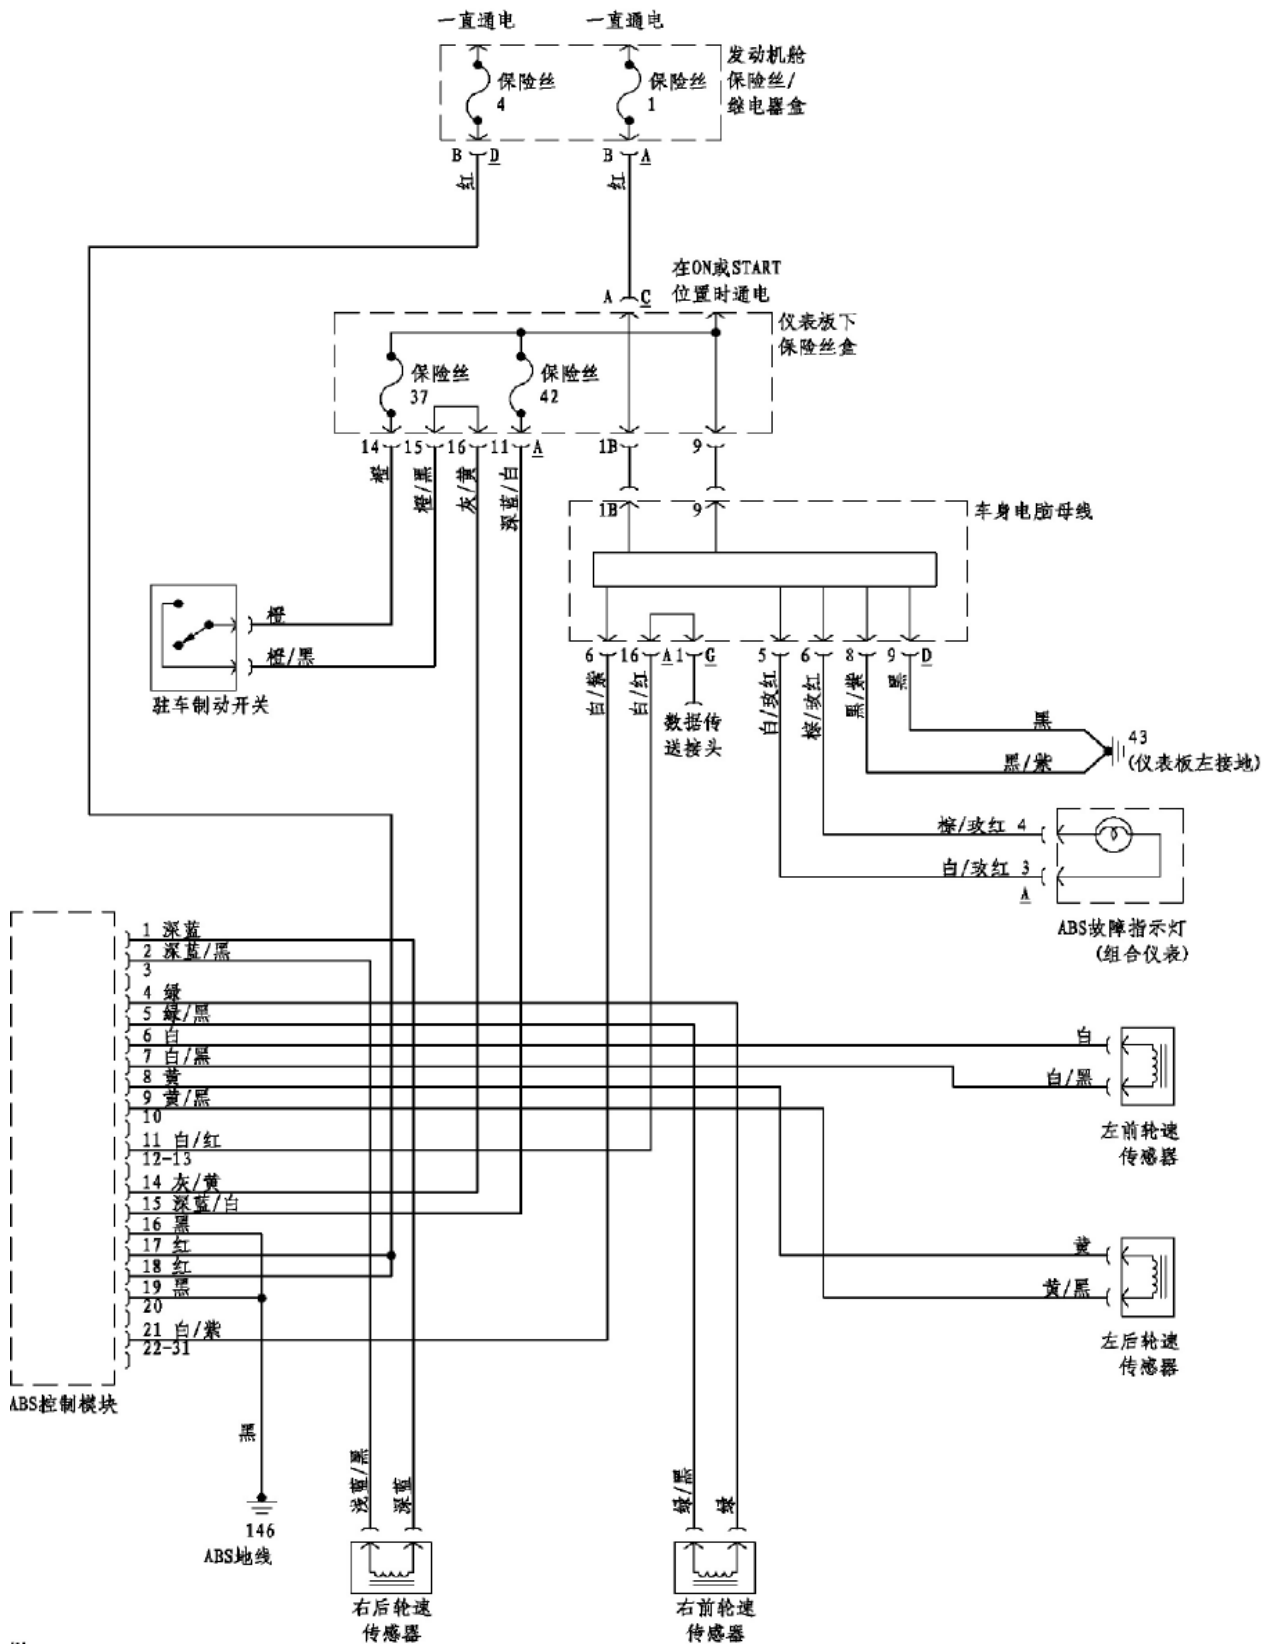 一直通电
一直通电
发动机舱
保险丝/
继电器盒
保险丝
4
保险丝
1
B
D
B
A
红
红
在ON或START
位置时通电
A
C
仪表板下
保险丝盒
保险丝
37
保险丝
42
14
15
16
11
A
1B
9
橙
橙/黑
灰/黄
深蓝/白
1B
9
车身电脑母线
橙
橙/黑
驻车制动开关
6
16
A
1
G
5
6
8
9
D
白/紫
白/红
数据传
送接头
白/玫红
棕/玫红
黑/紫
黑
黑
黑/紫
43
(仪表板左接地)
棕/玫红 4
白/玫红 3
A
ABS故障指示灯
(组合仪表)
1 深蓝
2 深蓝/黑
3
4 绿
5 绿/黑
6 白
7 白/黑
8 黄
9 黄/黑
10
11 白/红
12-13
14 灰/黄
15 深蓝/白
16 黑
17 红
18 红
19 黑
20
21 白/紫
22-31
ABS控制模块
白
白/黑
左前轮速
传感器
黄
黄/黑
左后轮速
传感器
黑
146
ABS地线
浅蓝/黑
深蓝
右后轮速
传感器
绿/黑
绿
右前轮速
传感器